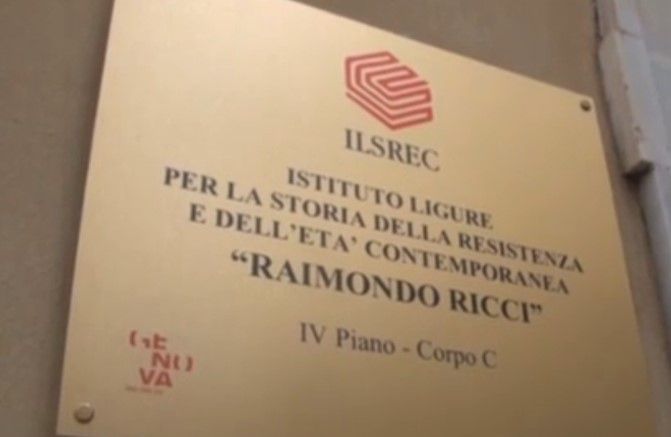 ILSREC
ISTITUTO LIGURE
PER LA STORIA DELLA RESISTENZA
E DELL'ETA' CONTEMPORANEA
"RAIMONDO RICCI"
IV Piano - Corpo C
GE
NO
VA